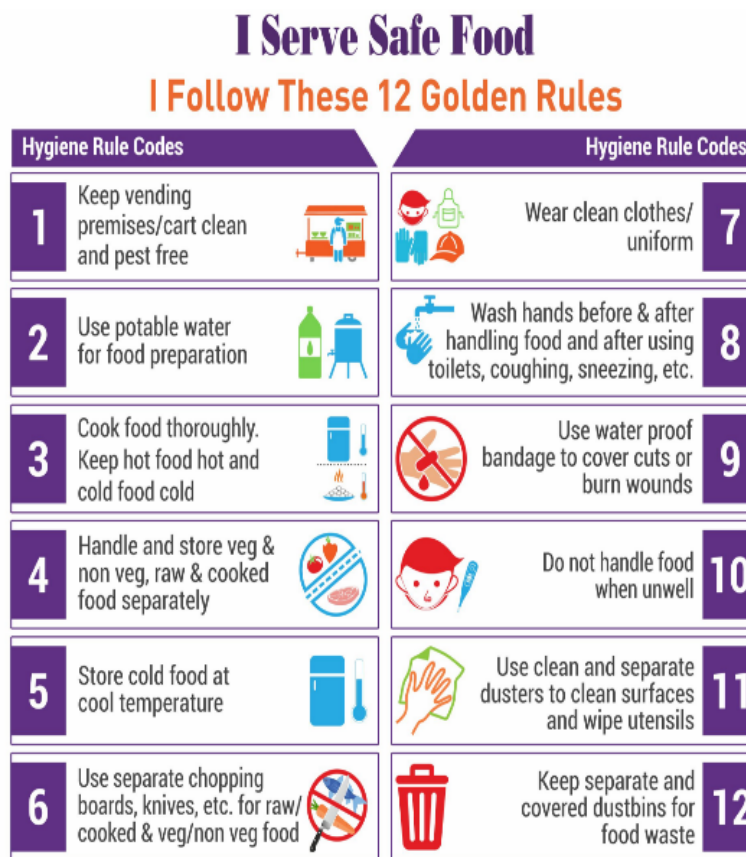 I Serve Safe Food
I Follow These 12 Golden Rules
Hygiene Rule Codes
1
Keep vending
premises/cart clean
and pest free
2
Use potable water
for food preparation
3
Cook food thoroughly.
Keep hot food hot and
cold food cold
4
Handle and store veg &
non veg, raw & cooked
food separately
5
Store cold food at
cool temperature
6
Use separate chopping
boards, knives, etc. for raw/
cooked & veg/non veg food
Hygiene Rule Codes
Wear clean clothes/
uniform
7
Wash hands before & after
handling food and after using
toilets, coughing, sneezing, etc.
8
Use water proof
bandage to cover cuts or
burn wounds
9
Do not handle food
when unwell
10
Use clean and separate
dusters to clean surfaces
and wipe utensils
11
Keep separate and
covered dustbins for
food waste
12